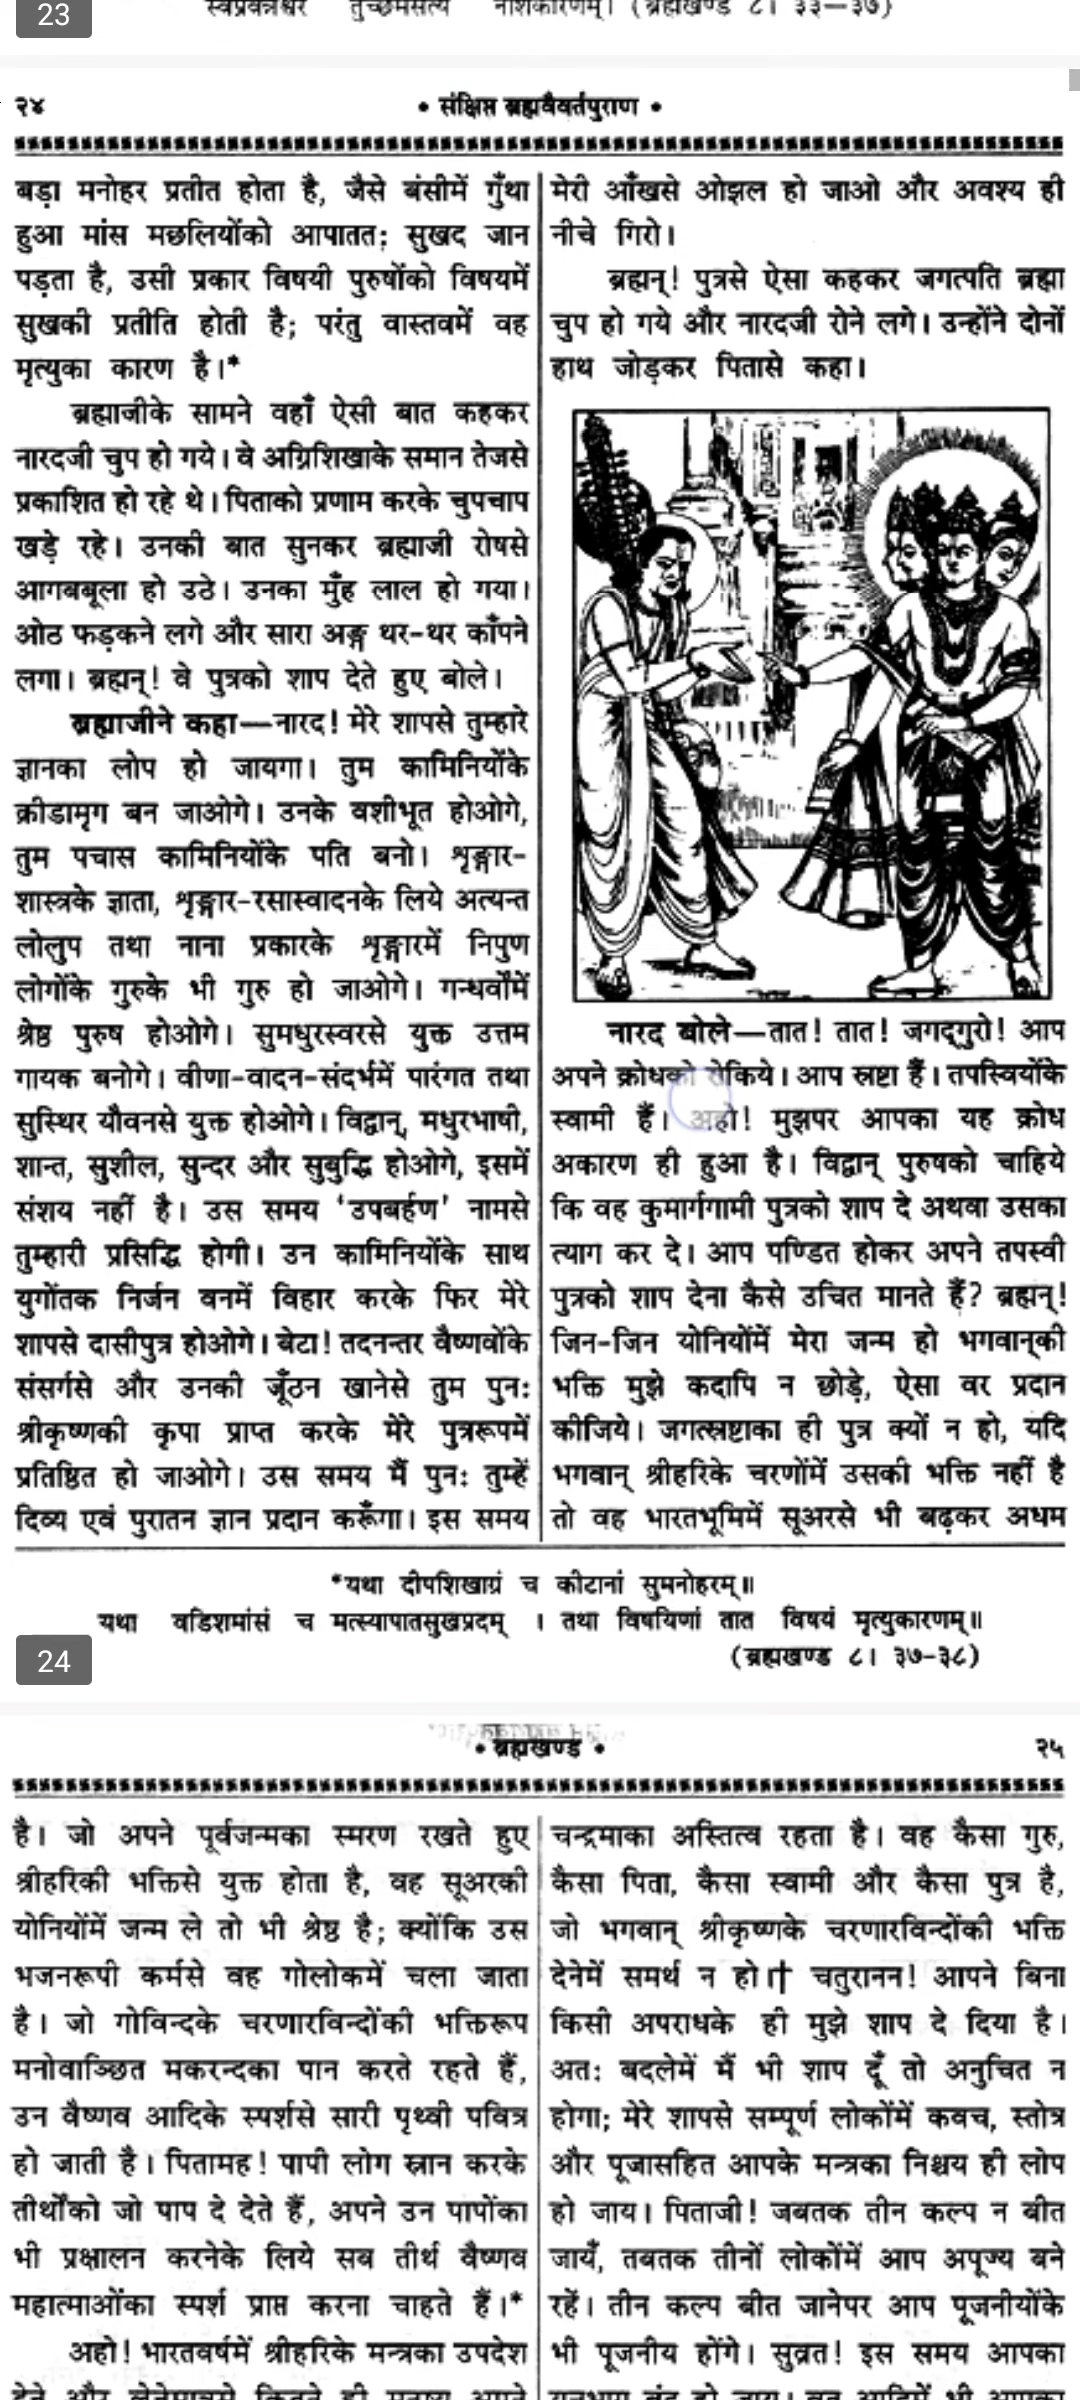 23
(ब्रह्मखण्ड ८। ३३—३७)
२४
• संक्षिप्त ब्रह्मवैवर्तपुराण •
बड़ा मनोहर प्रतीत होता है, जैसे बंसीमें गुँथा
हुआ मांस मछलियोंको आपाततः सुखद जान
पड़ता है, उसी प्रकार विषयी पुरुषोंको विषयमें
सुखकी प्रतीति होती है; परंतु वास्तवमें वह
मृत्युका कारण है।*
ब्रह्माजीके सामने वहाँ ऐसी बात कहकर
नारदजी चुप हो गये। वे अग्निशिखाके समान तेजसे
प्रकाशित हो रहे थे। पिताको प्रणाम करके चुपचाप
खड़े रहे। उनकी बात सुनकर ब्रह्माजी रोषसे
आगबबूला हो उठे। उनका मुँह लाल हो गया।
ओठ फड़कने लगे और सारा अङ्ग थर-थर काँपने
लगा। ब्रह्मन्! वे पुत्रको शाप देते हुए बोले।
ब्रह्माजीने कहा—नारद! मेरे शापसे तुम्हारे
ज्ञानका लोप हो जायगा। तुम कामिनियोंके
क्रीडामृग बन जाओगे। उनके वशीभूत होओगे,
तुम पचास कामिनियोंके पति बनो। शृङ्गार-
शास्त्रके ज्ञाता, शृङ्गार-रसास्वादनके लिये अत्यन्त
लोलुप तथा नाना प्रकारके शृङ्गारमें निपुण
लोगोंके गुरुके भी गुरु हो जाओगे। गन्धर्वोंमें
श्रेष्ठ पुरुष होओगे। सुमधुरस्वरसे युक्त उत्तम
गायक बनोगे। वीणा-वादन-संदर्भमें पारंगत तथा
सुस्थिर यौवनसे युक्त होओगे। विद्वान्, मधुरभाषी,
शान्त, सुशील, सुन्दर और सुबुद्धि होओगे, इसमें
संशय नहीं है। उस समय 'उपबर्हण' नामसे
तुम्हारी प्रसिद्धि होगी। उन कामिनियोंके साथ
युगोंतक निर्जन वनमें विहार करके फिर मेरे
शापसे दासीपुत्र होओगे। बेटा! तदनन्तर वैष्णवोंके
संसर्गसे और उनकी जूँठन खानेसे तुम पुनः
श्रीकृष्णकी कृपा प्राप्त करके मेरे पुत्ररूपमें
प्रतिष्ठित हो जाओगे। उस समय मैं पुनः तुम्हें
दिव्य एवं पुरातन ज्ञान प्रदान करूँगा। इस समय
मेरी आँखसे ओझल हो जाओ और अवश्य ही
नीचे गिरो।
ब्रह्मन्! पुत्रसे ऐसा कहकर जगत्पति ब्रह्मा
चुप हो गये और नारदजी रोने लगे। उन्होंने दोनों
हाथ जोड़कर पितासे कहा।
नारद बोले—तात! तात! जगद्गुरो! आप
अपने क्रोधको रोकिये। आप स्रष्टा हैं। तपस्वियोंके
स्वामी हैं। अहो! मुझपर आपका यह क्रोध
अकारण ही हुआ है। विद्वान् पुरुषको चाहिये
कि वह कुमार्गगामी पुत्रको शाप दे अथवा उसका
त्याग कर दे। आप पण्डित होकर अपने तपस्वी
पुत्रको शाप देना कैसे उचित मानते हैं? ब्रह्मन्!
जिन-जिन योनियोंमें मेरा जन्म हो भगवान्की
भक्ति मुझे कदापि न छोड़े, ऐसा वर प्रदान
कीजिये। जगत्स्रष्टाका ही पुत्र क्यों न हो, यदि
भगवान् श्रीहरिके चरणोंमें उसकी भक्ति नहीं है
तो वह भारतभूमिमें सूअरसे भी बढ़कर अधम
*यथा दीपशिखाग्रं च कीटानां सुमनोहरम्॥
यथा वडिशमांसं च मत्स्यापातसुखप्रदम् । तथा विषयिणां तात विषयं मृत्युकारणम्॥
(ब्रह्मखण्ड ८। ३७-३८)
24
• ब्रह्मखण्ड •
२५
है। जो अपने पूर्वजन्मका स्मरण रखते हुए
श्रीहरिकी भक्तिसे युक्त होता है, वह सूअरकी
योनियोंमें जन्म ले तो भी श्रेष्ठ है; क्योंकि उस
भजनरूपी कर्मसे वह गोलोकमें चला जाता
है। जो गोविन्दके चरणारविन्दोंकी भक्तिरूप
मनोवाञ्छित मकरन्दका पान करते रहते हैं,
उन वैष्णव आदिके स्पर्शसे सारी पृथ्वी पवित्र
हो जाती है। पितामह! पापी लोग स्नान करके
तीर्थोंको जो पाप दे देते हैं, अपने उन पापोंका
भी प्रक्षालन करनेके लिये सब तीर्थ वैष्णव
महात्माओंका स्पर्श प्राप्त करना चाहते हैं।*
अहो! भारतवर्षमें श्रीहरिके मन्त्रका उपदेश
चन्द्रमाका अस्तित्व रहता है। वह कैसा गुरु,
कैसा पिता, कैसा स्वामी और कैसा पुत्र है,
जो भगवान् श्रीकृष्णके चरणारविन्दोंकी भक्ति
देनेमें समर्थ न हो।† चतुरानन! आपने बिना
किसी अपराधके ही मुझे शाप दे दिया है।
अतः बदलेमें मैं भी शाप दूँ तो अनुचित न
होगा; मेरे शापसे सम्पूर्ण लोकोंमें कवच, स्तोत्र
और पूजासहित आपके मन्त्रका निश्चय ही लोप
हो जाय। पिताजी! जबतक तीन कल्प न बीत
जायँ, तबतक तीनों लोकोंमें आप अपूज्य बने
रहें। तीन कल्प बीत जानेपर आप पूजनीयोंके
भी पूजनीय होंगे। सुव्रत! इस समय आपका